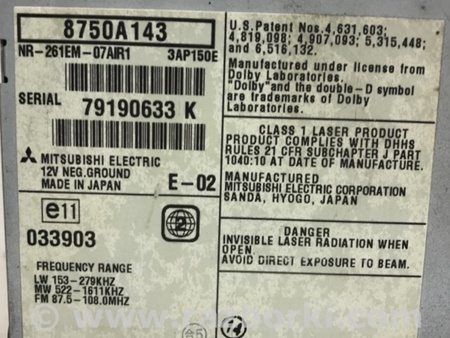 8750A143
NR-261EM-07AIR1 3AP150E
SERIAL 79190633 K
MITSUBISHI ELECTRIC
12V NEG.GROUND
MADE IN JAPAN E-02
e11
033903
2
FREQUENCY RANGE
LW 153-279KHZ
MW 522-1611KHZ
FM 87.5-108.0MHZ
U.S.Patent Nos.4,631,603;
4,819,098; 4,907,093; 5,315,448;
and 6,516,132.
Manufactured under license from
Dolby Laboratories.
"Dolby" and the double-D symbol
are trademarks of Dolby
Laboratories.
CLASS 1 LASER PRODUCT
PRODUCT COMPLIES WITH DHHS
RULES 21 CFR SUBCHAPTER J PART
1040:10 AT DATE OF MANUFACTURE.
MANUFACTURED
MITSUBISHI ELECTRIC CORPORATION
SANDA, HYOGO, JAPAN
DANGER
INVISIBLE LASER RADIATION WHEN
OPEN.
AVOID DIRECT EXPOSURE TO BEAM.
14